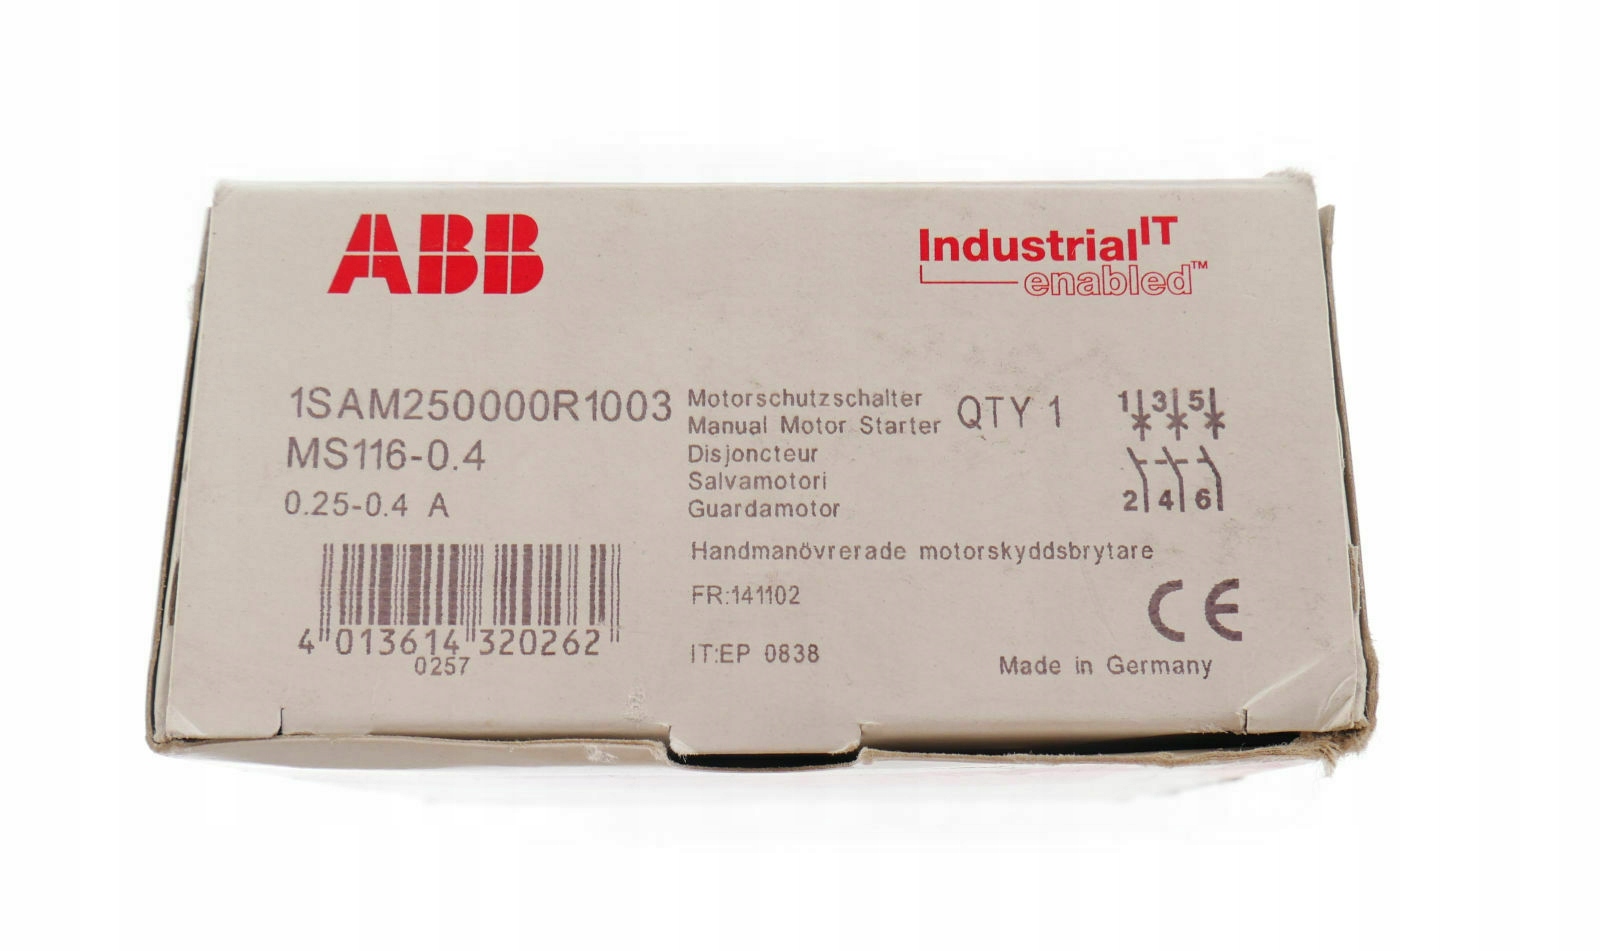 ABB
Industrial IT
enabled™
1SAM250000R1003
MS116-0.4
0.25-0.4 A
4 013614 320262
0257
Motorschutzschalter
Manual Motor Starter
Disjoncteur
Salvamotori
Guardamotor
Handmanövrerade motorskyddsbrytare
FR:141102
IT:EP 0838
QTY 1
1 3 5
2 4 6
CE
Made in Germany